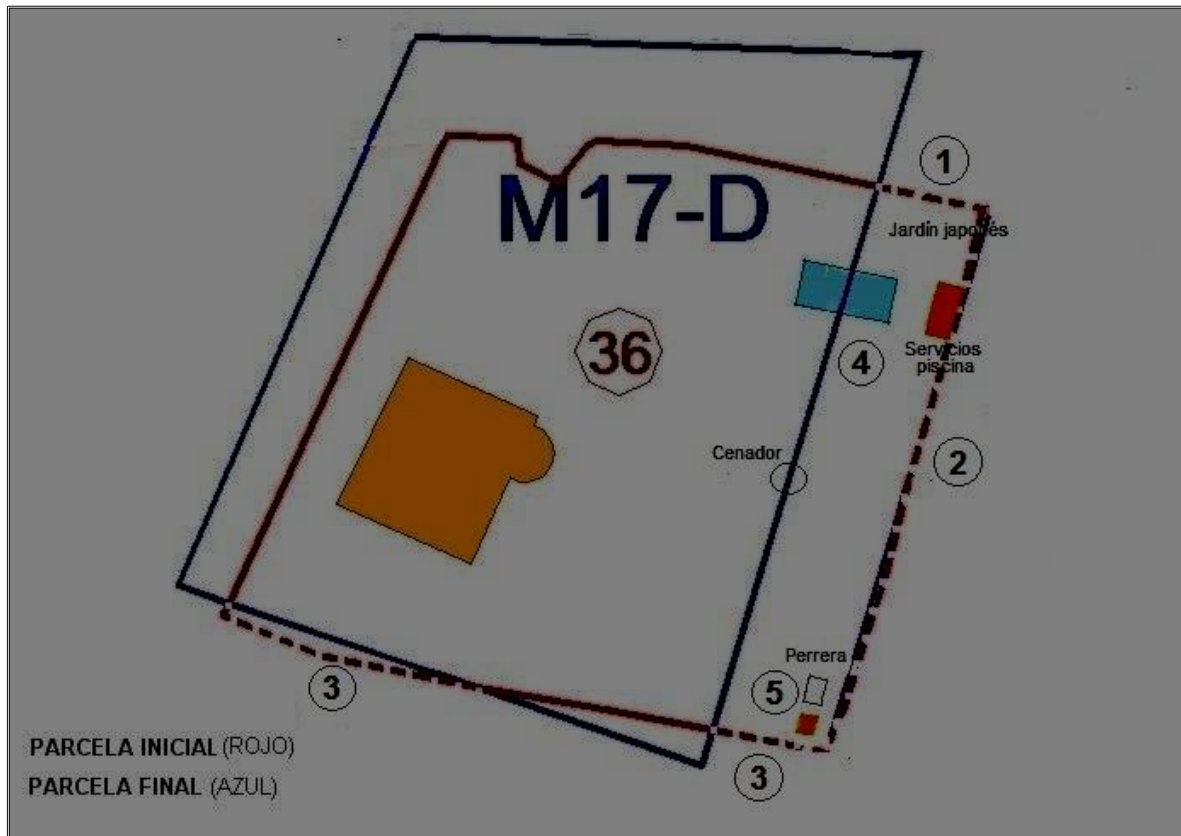 1
Jardín japonés
M17-D
36
Servicios
piscina
4
Cenador
2
Perrera
5
3
3
PARCELA INICIAL (ROJO)
PARCELA FINAL (AZUL)